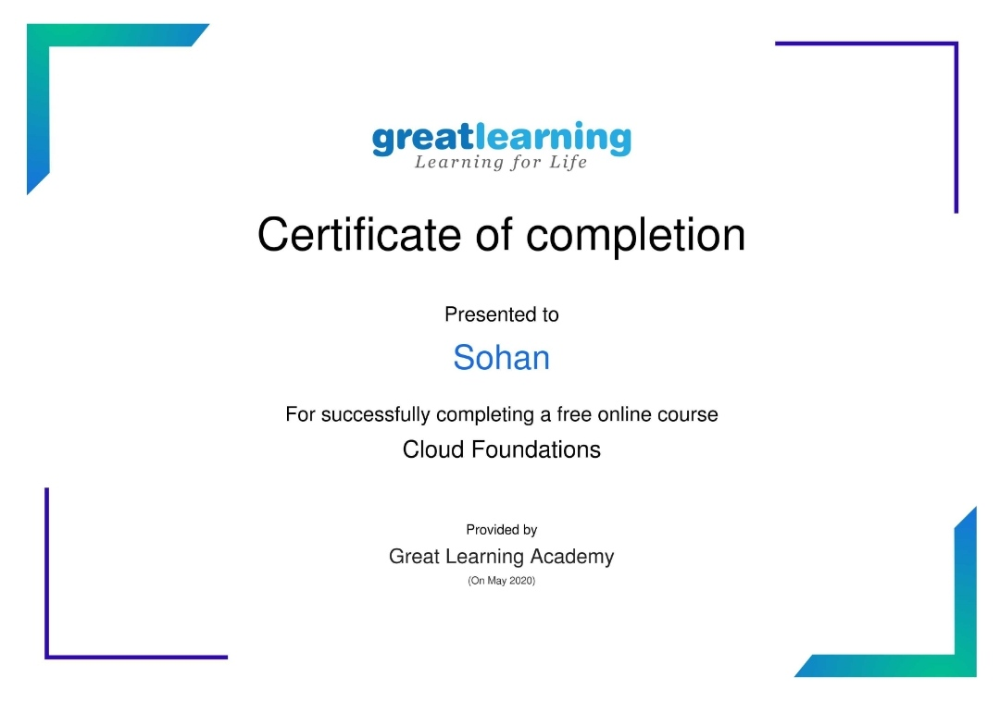 greatlearning
Learning for Life
Certificate of completion
Presented to
Sohan
For successfully completing a free online course
Cloud Foundations
Provided by
Great Learning Academy
(On May 2020)